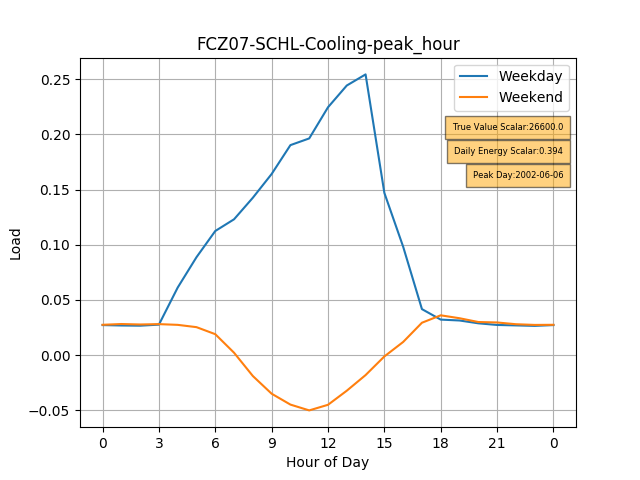 FCZ07-SCHL-Cooling-peak_hour
Weekday
Weekend
True Value Scalar:26600.0
Daily Energy Scalar:0.394
Peak Day:2002-06-06
Load
0.25
0.20
0.15
0.10
0.05
0.00
−0.05
0 3 6 9 12 15 18 21 0
Hour of Day